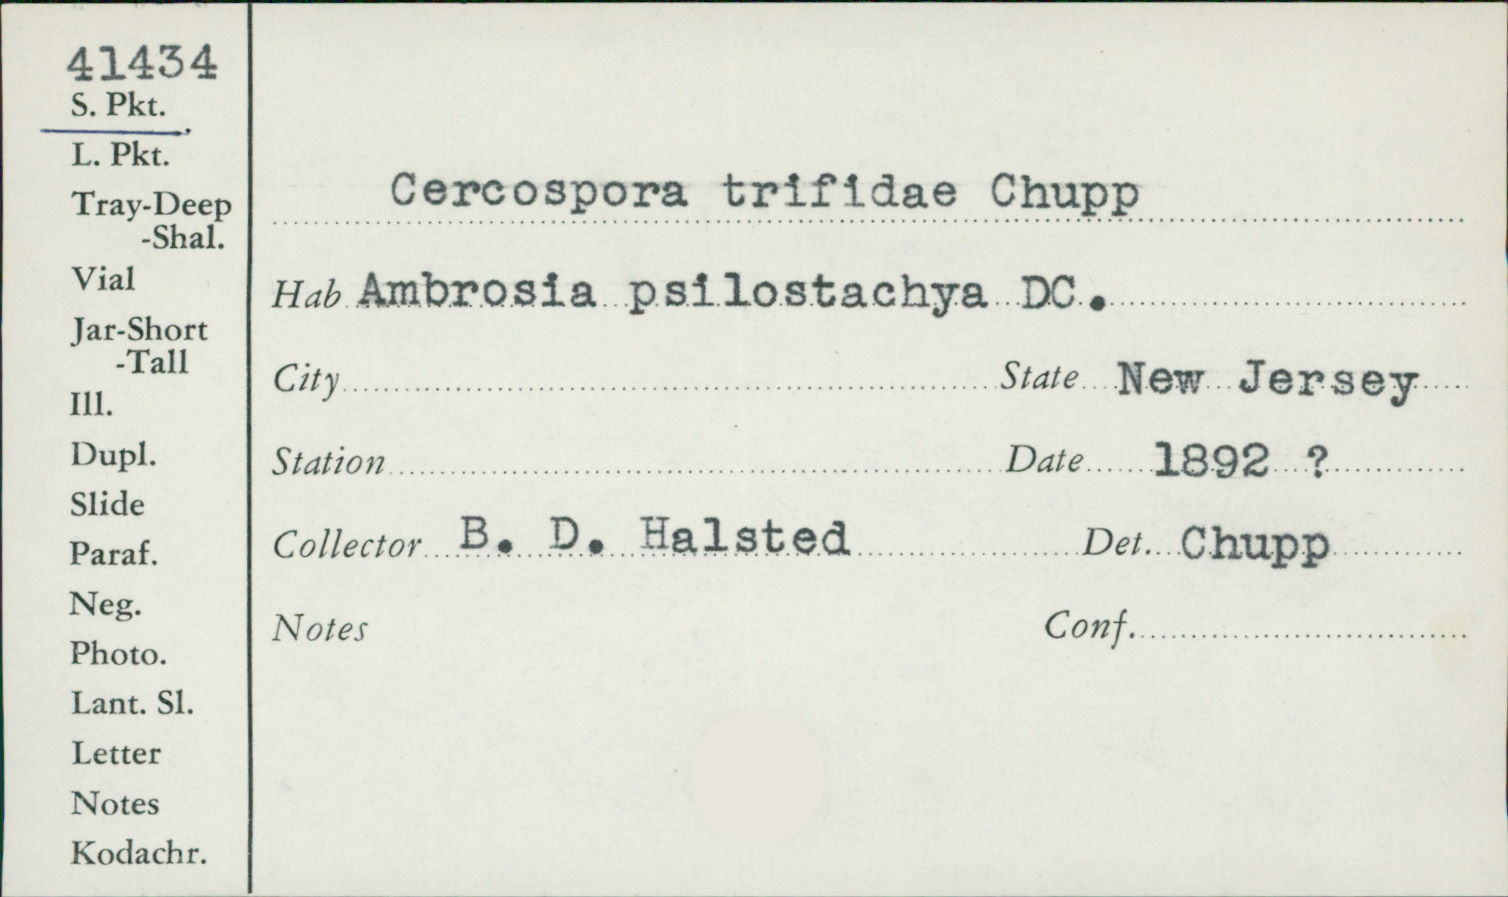 41434
S. Pkt.
L. Pkt.
Tray-Deep
-Shal.
Vial
Jar-Short
-Tall
Ill.
Dupl.
Slide
Paraf.
Neg.
Photo.
Lant. Sl.
Letter
Notes
Kodachr.
Cercospora trifidae Chupp
Hab Ambrosia psilostachya DC.
City State New Jersey
Station Date 1892 ?
Collector B. D. Halsted Det. Chupp
Notes Conf.